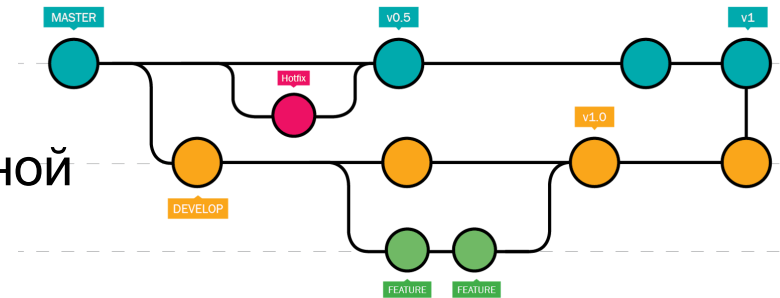 MASTER
v0.5
v1
Hotfix
v1.0
ной
DEVELOP
FEATURE
FEATURE